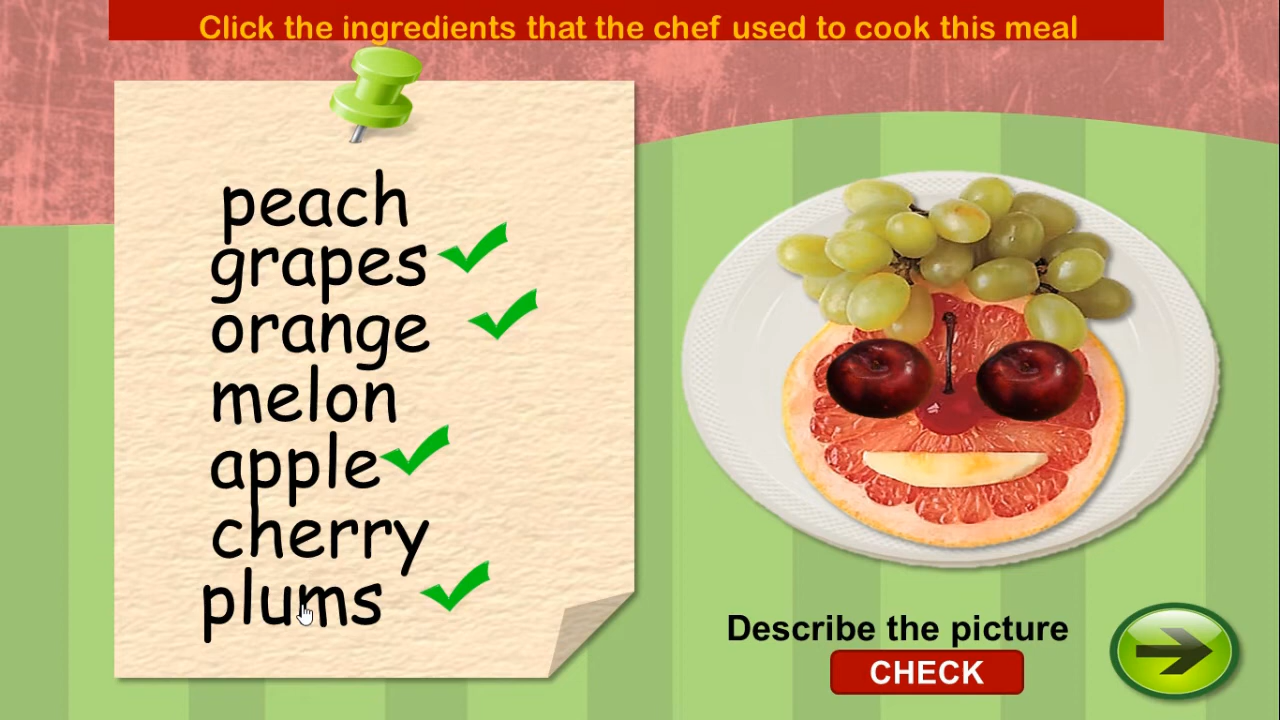 Click the ingredients that the chef used to cook this meal
peach
grapes
orange
melon
apple
cherry
plums
Describe the picture
CHECK